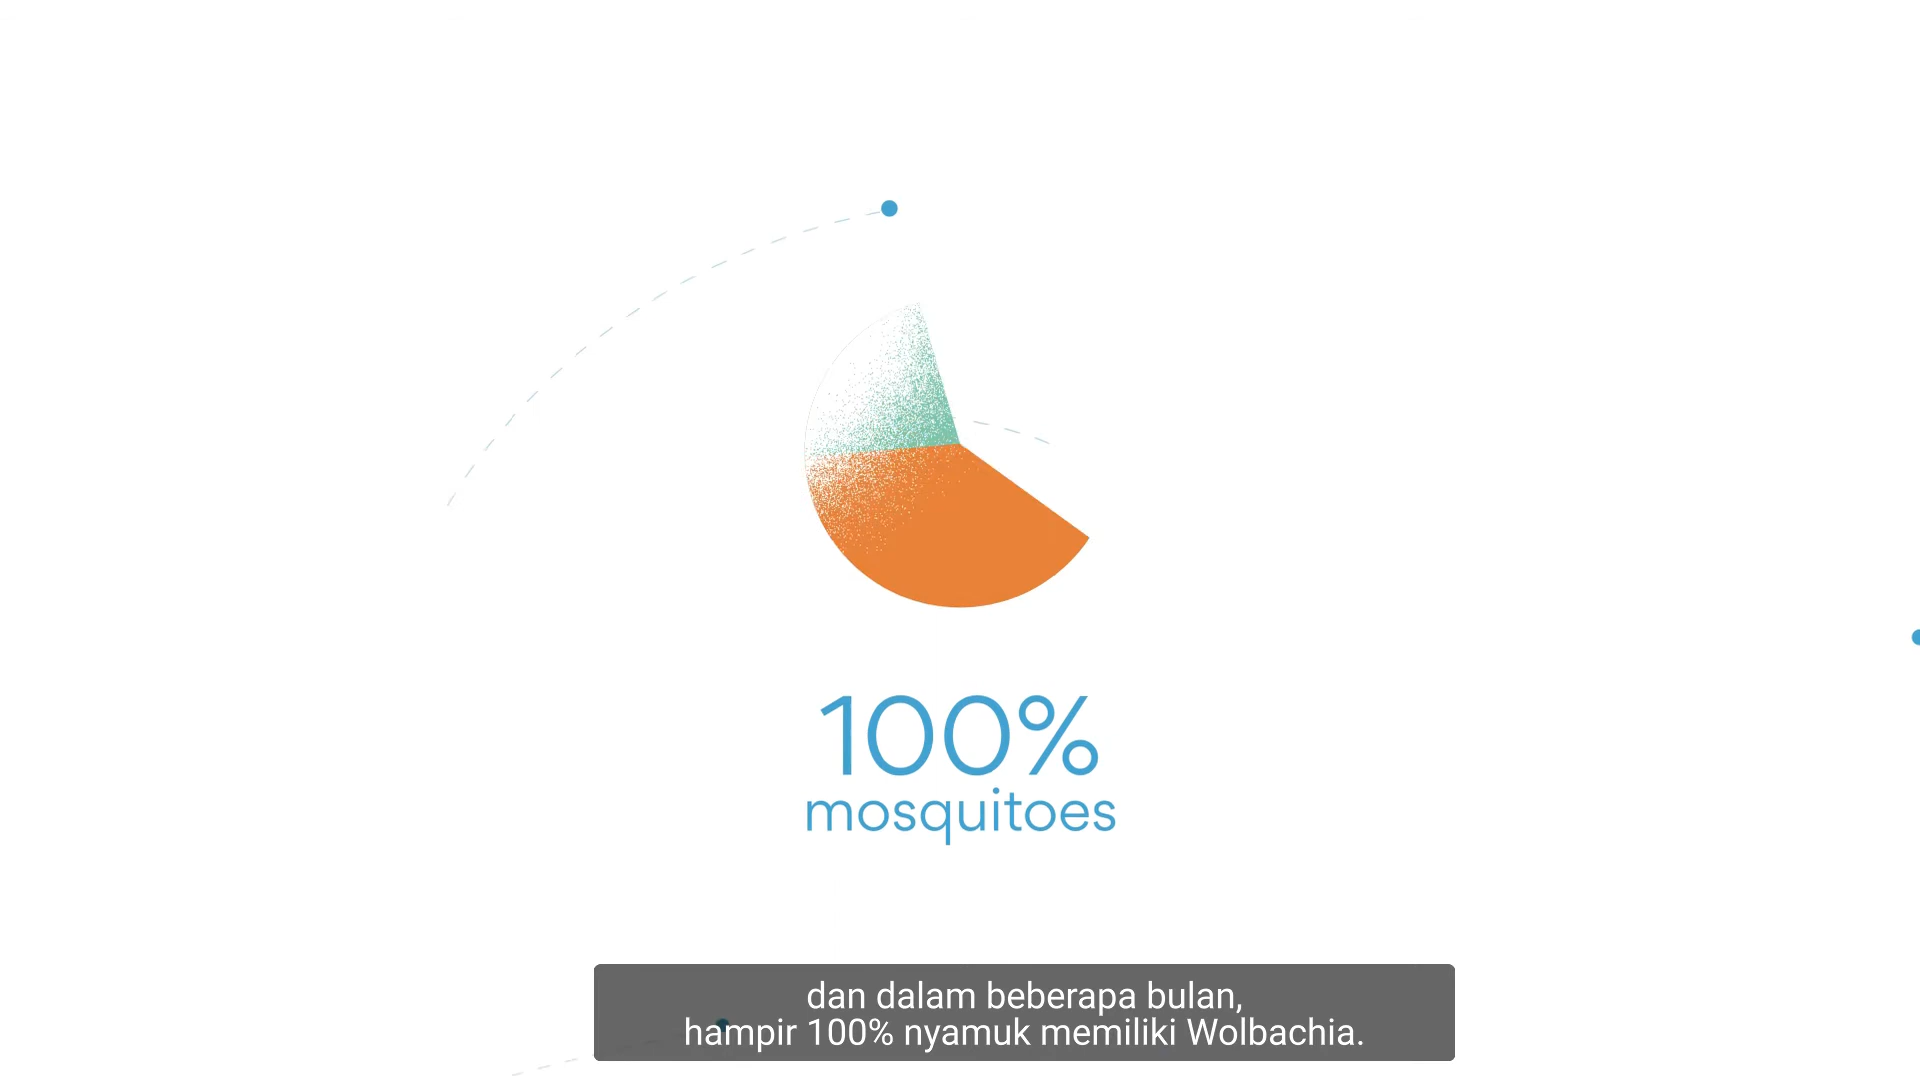 100%
mosquitoes
dan dalam beberapa bulan,
hampir 100% nyamuk memiliki Wolbachia.